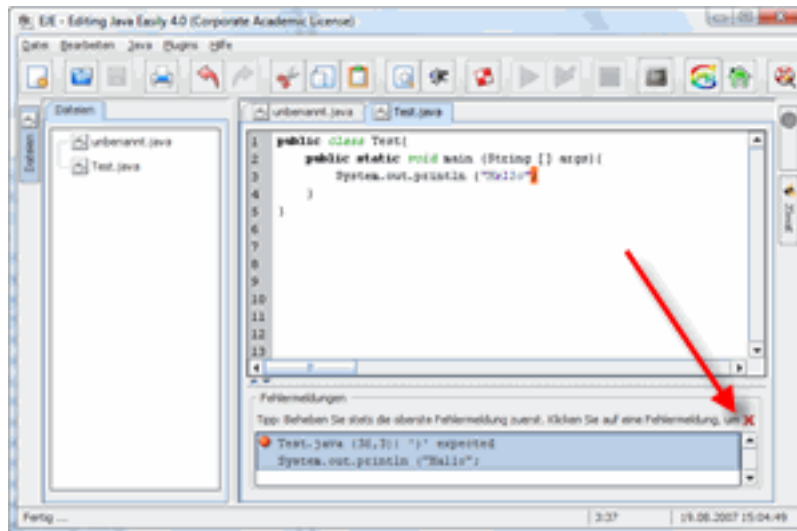 EJE - Editing Java Easily 4.0 (Corporate Academic License)
Datei Bearbeiten Java Plugins Hilfe
Dateien
unbenannt.java Test.java
Dateien
unbenannt.java
Test.java
1 public class Test{
2 public static void main (String [] args){
3 System.out.println ("Hallo"
4 }
5 }
6
7
8
9
10
11
12
13
Fehlermeldungen
Tipp: Beheben Sie stets die oberste Fehlermeldung zuerst. Klicken Sie auf eine Fehlermeldung, um
Test.java (36,3): ')' expected
System.out.println ("Hallo";
Fertig ...
3:37
19.08.2007 15:04:49